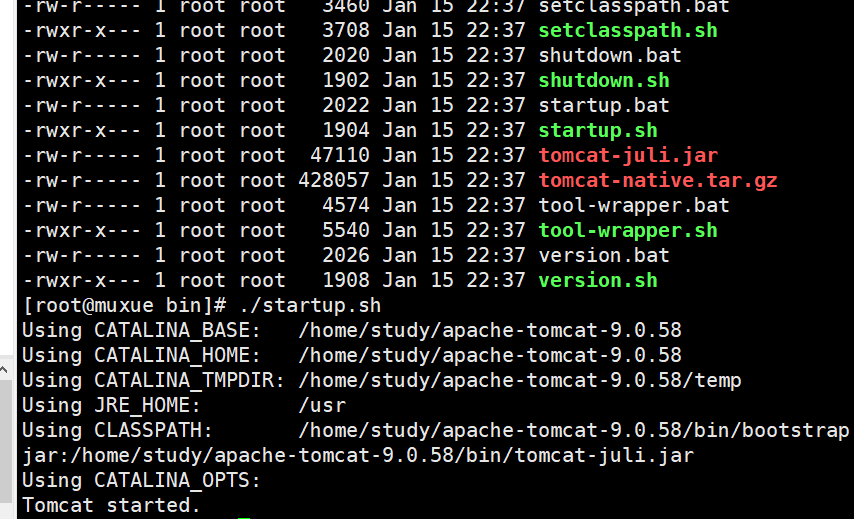 -rw-r----- 1 root root   3460 Jan 15 22:37 setclasspath.bat
-rwxr-x--- 1 root root   3708 Jan 15 22:37 setclasspath.sh
-rw-r----- 1 root root   2020 Jan 15 22:37 shutdown.bat
-rwxr-x--- 1 root root   1902 Jan 15 22:37 shutdown.sh
-rw-r----- 1 root root   2022 Jan 15 22:37 startup.bat
-rwxr-x--- 1 root root   1904 Jan 15 22:37 startup.sh
-rw-r----- 1 root root  47110 Jan 15 22:37 tomcat-juli.jar
-rw-r----- 1 root root 428057 Jan 15 22:37 tomcat-native.tar.gz
-rw-r----- 1 root root   4574 Jan 15 22:37 tool-wrapper.bat
-rwxr-x--- 1 root root   5540 Jan 15 22:37 tool-wrapper.sh
-rw-r----- 1 root root   2026 Jan 15 22:37 version.bat
-rwxr-x--- 1 root root   1908 Jan 15 22:37 version.sh
[root@muxue bin]# ./startup.sh
Using CATALINA_BASE:   /home/study/apache-tomcat-9.0.58
Using CATALINA_HOME:   /home/study/apache-tomcat-9.0.58
Using CATALINA_TMPDIR: /home/study/apache-tomcat-9.0.58/temp
Using JRE_HOME:        /usr
Using CLASSPATH:       /home/study/apache-tomcat-9.0.58/bin/bootstrap
jar:/home/study/apache-tomcat-9.0.58/bin/tomcat-juli.jar
Using CATALINA_OPTS:
Tomcat started.